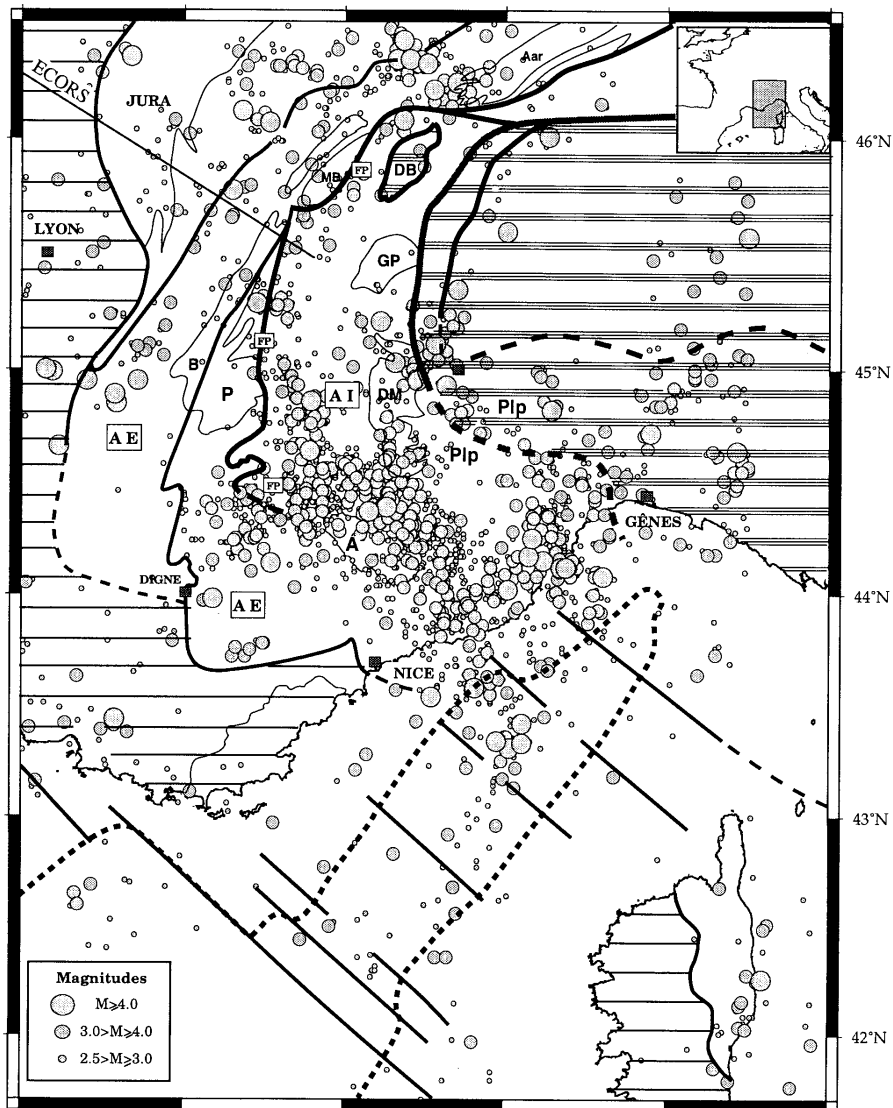 Aar
ECORS
JURA
46°N
MB
FP
DB
LYON
GP
FP
B
P
A I
DM
45°N
Plp
A E
Plp
FP
GÊNES
A
DIGNE
A E
44°N
NICE
43°N
Magnitudes
M⩾4.0
3.0>M⩾4.0
2.5>M⩾3.0
42°N